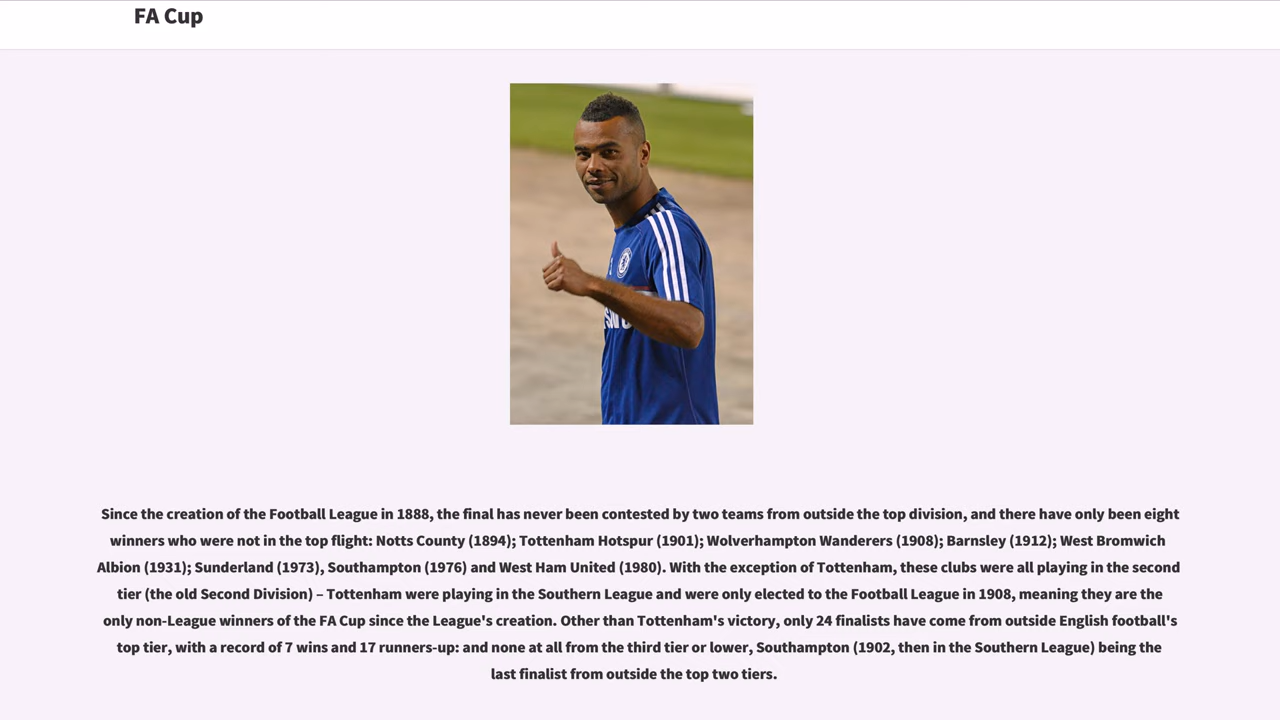 FA Cup
Since the creation of the Football League in 1888, the final has never been contested by two teams from outside the top division, and there have only been eight
winners who were not in the top flight: Notts County (1894); Tottenham Hotspur (1901); Wolverhampton Wanderers (1908); Barnsley (1912); West Bromwich
Albion (1931); Sunderland (1973), Southampton (1976) and West Ham United (1980). With the exception of Tottenham, these clubs were all playing in the second
tier (the old Second Division) – Tottenham were playing in the Southern League and were only elected to the Football League in 1908, meaning they are the
only non-League winners of the FA Cup since the League's creation. Other than Tottenham's victory, only 24 finalists have come from outside English football's
top tier, with a record of 7 wins and 17 runners-up: and none at all from the third tier or lower, Southampton (1902, then in the Southern League) being the
last finalist from outside the top two tiers.